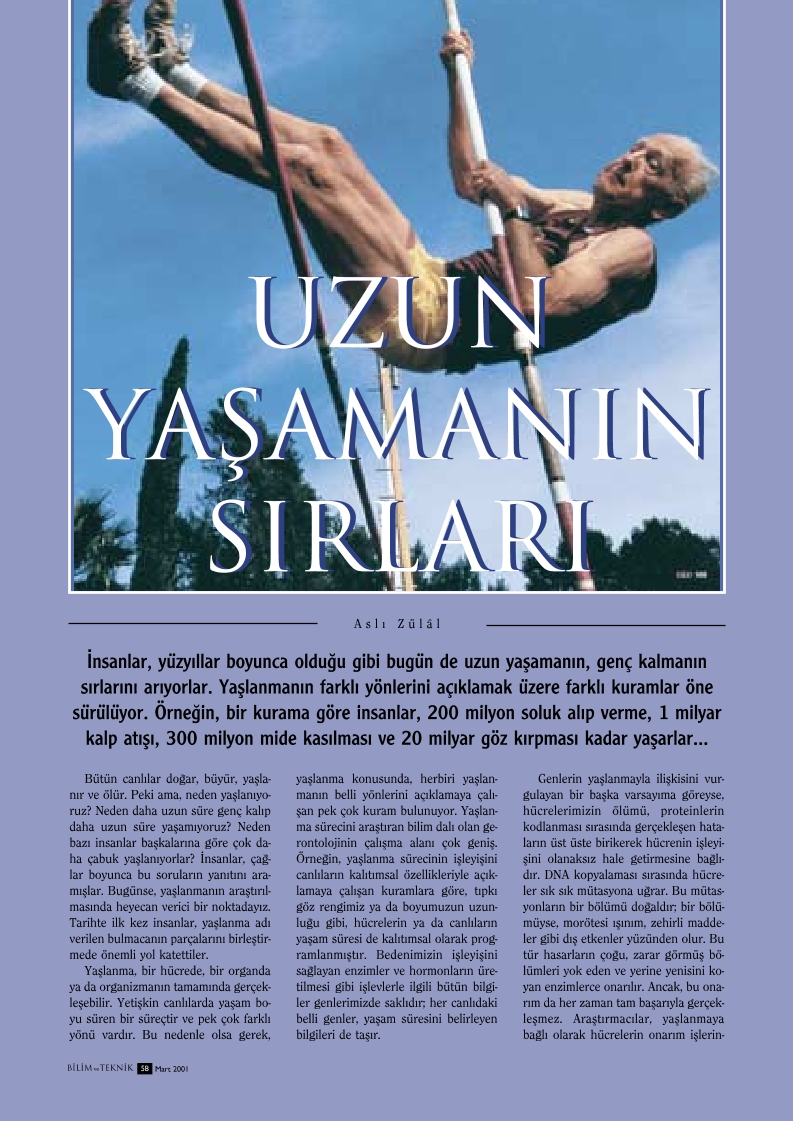 UZUN
YAŞAMANIN
SIRLARI
Aslı Zülâl
İnsanlar, yüzyıllar boyunca olduğu gibi bugün de uzun yaşamanın, genç kalmanın
sırlarını arıyorlar. Yaşlanmanın farklı yönlerini açıklamak üzere farklı kuramlar öne
sürülüyor. Örneğin, bir kurama göre insanlar, 200 milyon soluk alıp verme, 1 milyar
kalp atışı, 300 milyon mide kasılması ve 20 milyar göz kırpması kadar yaşarlar...
Bütün canlılar doğar, büyür, yaşla-
nır ve ölür. Peki ama, neden yaşlanıyo-
ruz? Neden daha uzun süre genç kalıp
daha uzun süre yaşamıyoruz? Neden
bazı insanlar başkalarına göre çok da-
ha çabuk yaşlanıyorlar? İnsanlar, çağ-
lar boyunca bu soruların yanıtını ara-
mışlar. Bugünse, yaşlanmanın araştırıl-
masında heyecan verici bir noktadayız.
Tarihte ilk kez insanlar, yaşlanma adı
verilen bulmacanın parçalarını birleştir-
mede önemli yol katettiler.
Yaşlanma, bir hücrede, bir organda
ya da organizmanın tamamında gerçek-
leşebilir. Yetişkin canlılarda yaşam bo-
yu süren bir süreçtir ve pek çok farklı
yönü vardır. Bu nedenle olsa gerek,
yaşlanma konusunda, herbiri yaşlan-
manın belli yönlerini açıklamaya çalı-
şan pek çok kuram bulunuyor. Yaşlan-
ma sürecini araştıran bilim dalı olan ge-
rontolojinin çalışma alanı çok geniş.
Örneğin, yaşlanma sürecinin işleyişini
canlıların kalıtımsal özellikleriyle açık-
lamaya çalışan kuramlara göre, tıpkı
göz rengimiz ya da boyumuzun uzun-
luğu gibi, hücrelerin ya da canlıların
yaşam süresi de kalıtımsal olarak prog-
ramlanmıştır. Bedenimizin işleyişini
sağlayan enzimler ve hormonların üre-
tilmesi gibi işlevlerle ilgili bütün bilgi-
ler genlerimizde saklıdır; her canlıdaki
belli genler, yaşam süresini belirleyen
bilgileri de taşır.
Genlerin yaşlanmayla ilişkisini vur-
gulayan bir başka varsayıma göreyse,
hücrelerimizin ölümü, proteinlerin
kodlanması sırasında gerçekleşen hata-
ların üst üste birikerek hücrenin işleyi-
şini olanaksız hale getirmesine bağlı-
dır. DNA kopyalaması sırasında hücre-
ler sık sık mütasyona uğrar. Bu mütas-
yonların bir bölümü doğaldır; bir bölü-
müyse, morötesi ışınım, zehirli madde-
ler gibi dış etkenler yüzünden olur. Bu
tür hasarların çoğu, zarar görmüş bö-
lümleri yok eden ve yerine yenisini ko-
yan enzimlerce onarılır. Ancak, bu ona-
rım da her zaman tam başarıyla gerçek-
leşmez. Araştırmacılar, yaşlanmaya
bağlı olarak hücrelerin onarım işlerin-
BİLİM ve TEKNİK 58 Mart 2001